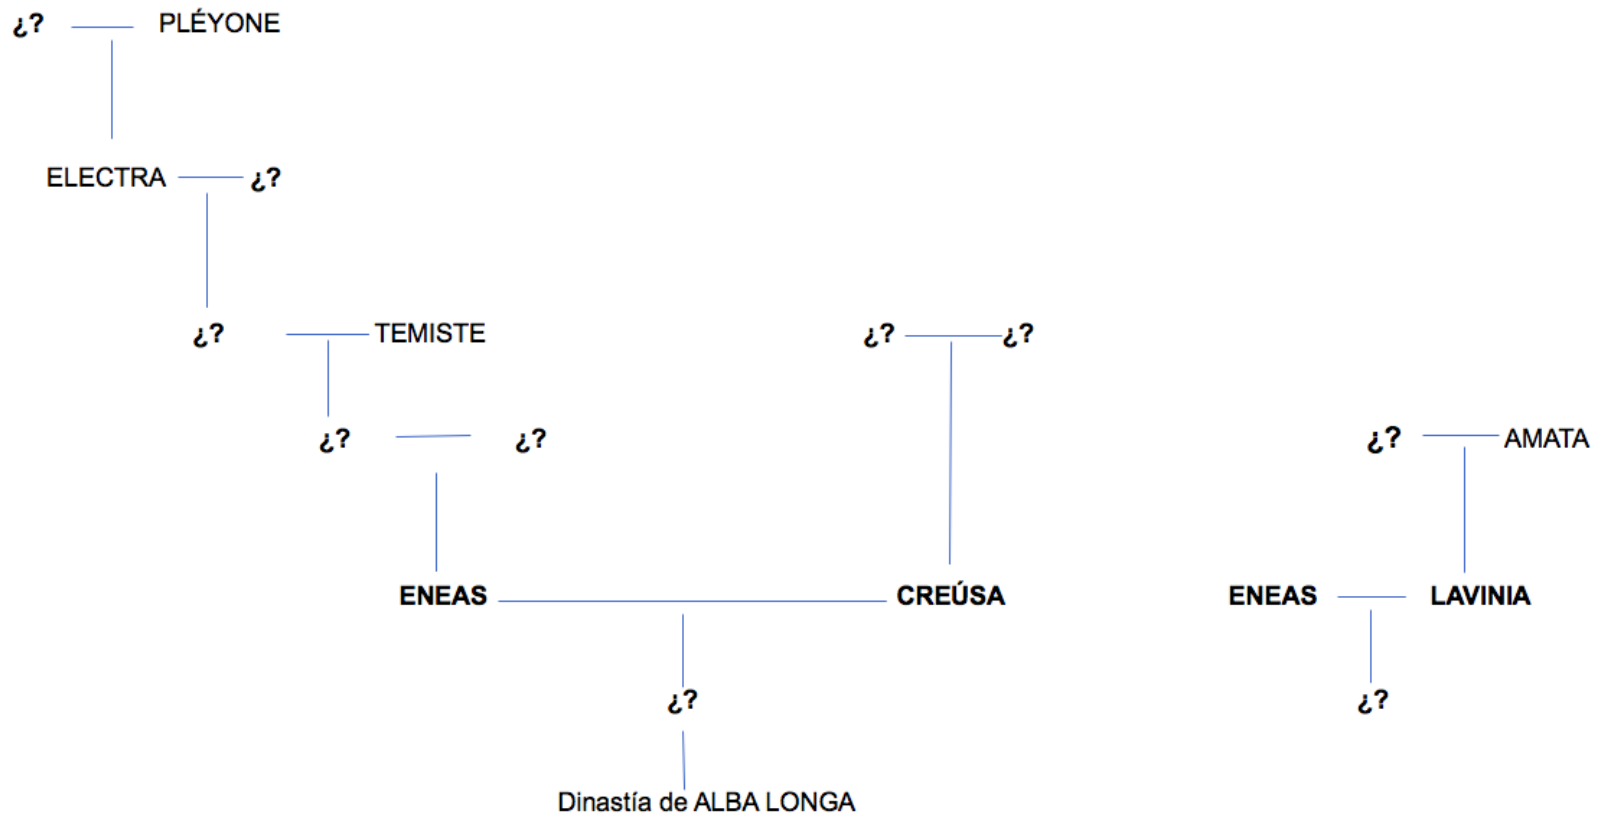 ¿? PLÉYONE
ELECTRA ¿?
¿? TEMISTE ¿? ¿?
¿? ¿? ¿? AMATA
ENEAS CREÚSA ENEAS LAVINIA
¿? ¿?
Dinastía de ALBA LONGA